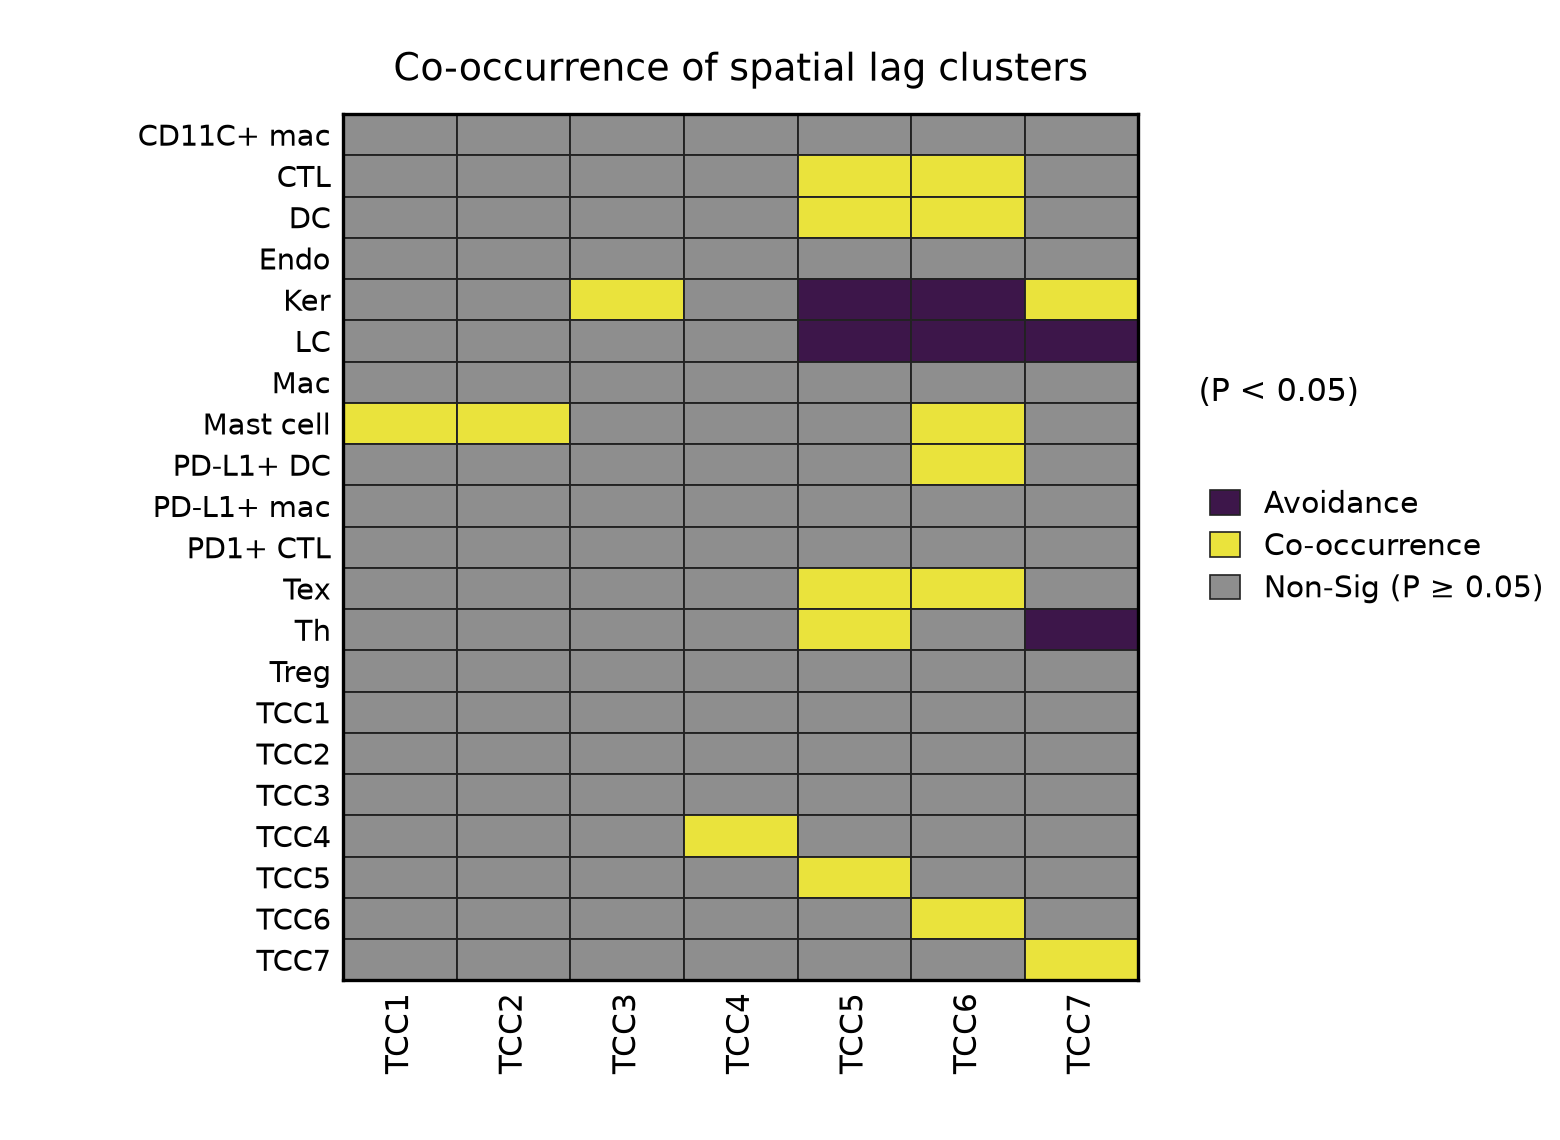 Co-occurrence of spatial lag clusters
CD11C+ mac
CTL
DC
Endo
Ker
LC
Mac
Mast cell
PD-L1+ DC
PD-L1+ mac
PD1+ CTL
Tex
Th
Treg
TCC1
TCC2
TCC3
TCC4
TCC5
TCC6
TCC7
TCC1
TCC2
TCC3
TCC4
TCC5
TCC6
TCC7
(P < 0.05)
Avoidance
Co-occurrence
Non-Sig (P ≥ 0.05)